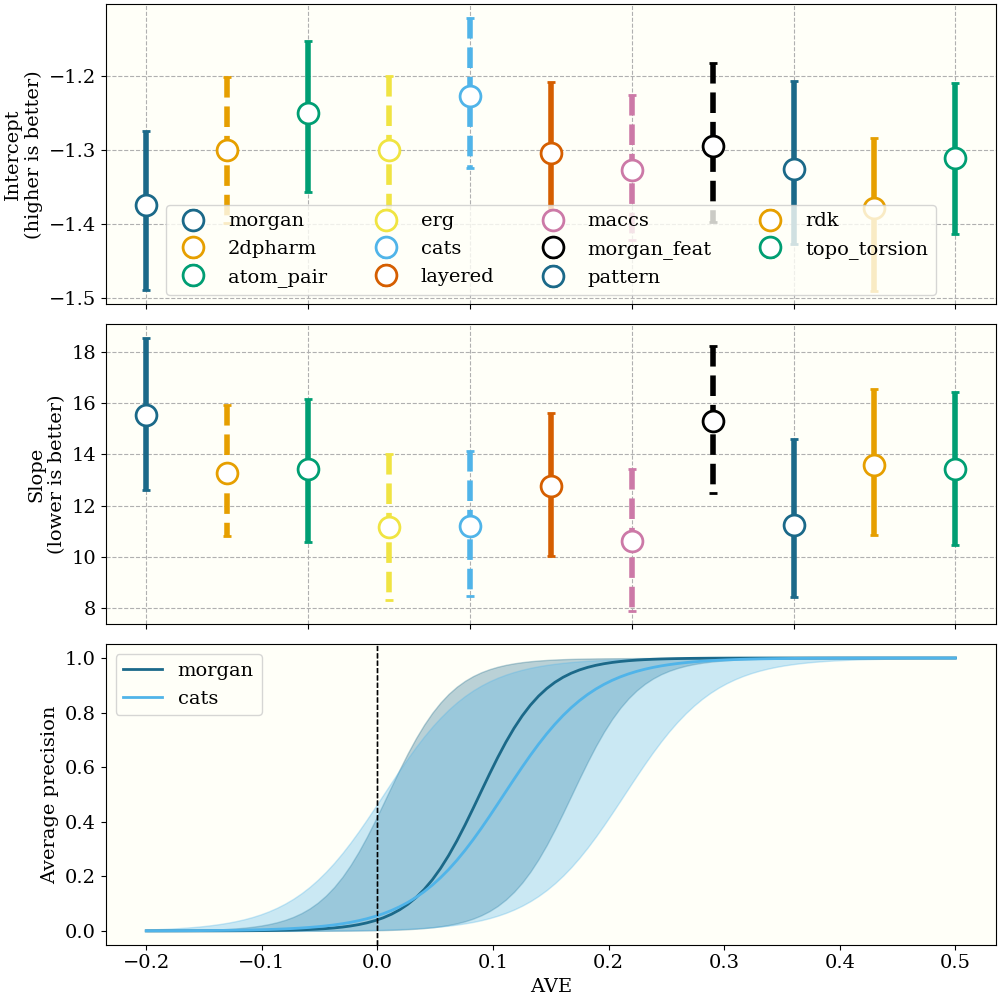 Intercept
(higher is better)
−1.2
−1.3
−1.4
−1.5
morgan
2dpharm
atom_pair
erg
cats
layered
maccs
morgan_feat
pattern
rdk
topo_torsion
Slope
(lower is better)
18
16
14
12
10
8
Average precision
1.0
0.8
0.6
0.4
0.2
0.0
morgan
cats
−0.2 −0.1 0.0 0.1 0.2 0.3 0.4 0.5
AVE